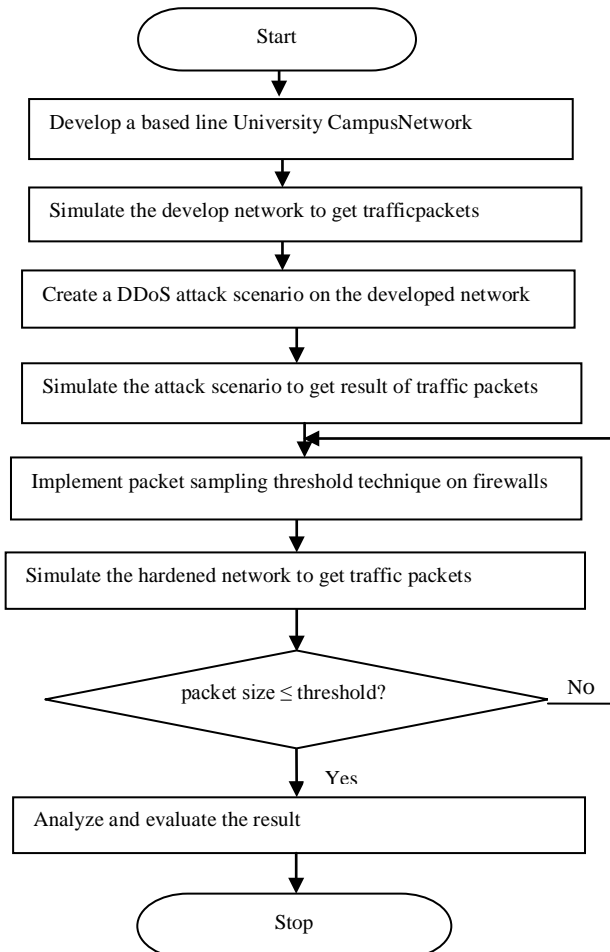 Start
Develop a based line University CampusNetwork
Simulate the develop network to get trafficpackets
Create a DDoS attack scenario on the developed network
Simulate the attack scenario to get result of traffic packets
Implement packet sampling threshold technique on firewalls
Simulate the hardened network to get traffic packets
packet size ≤ threshold?
No
Yes
Analyze and evaluate the result
Stop